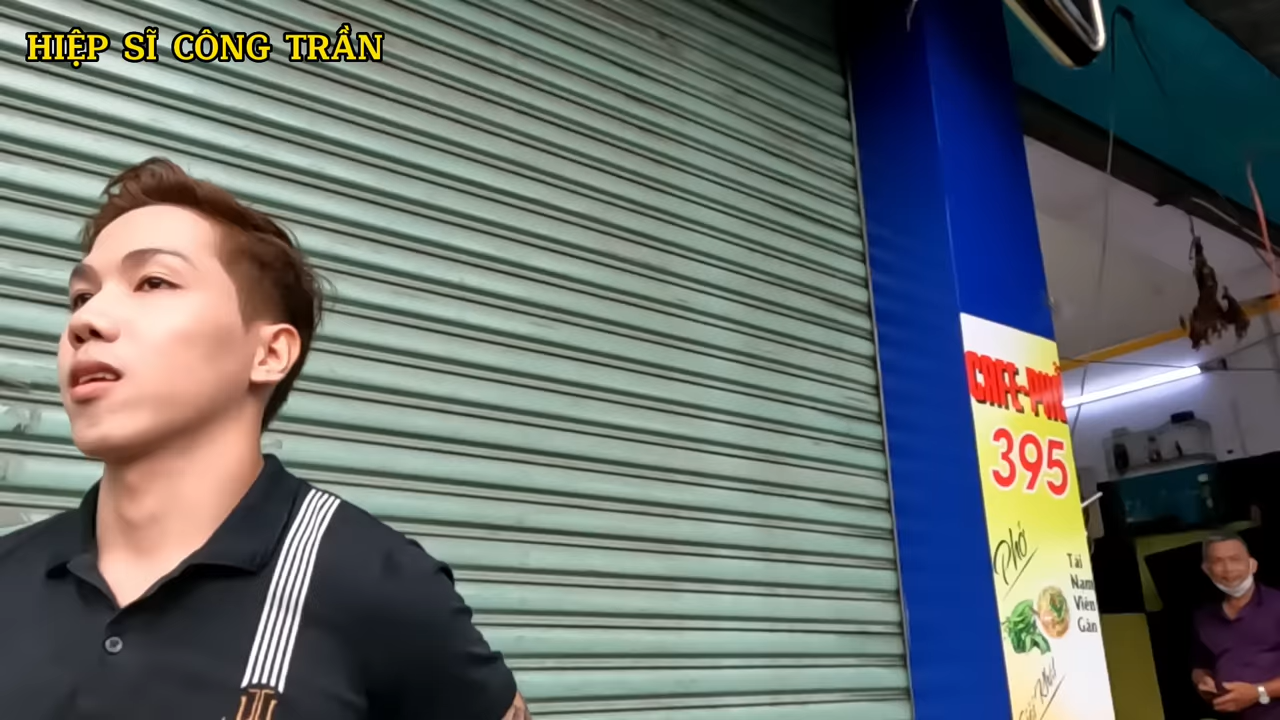 HIỆP SĨ CÔNG TRẦN
CAFE-PHỞ
395
Phở
Tái
Nam
Viên
Gân